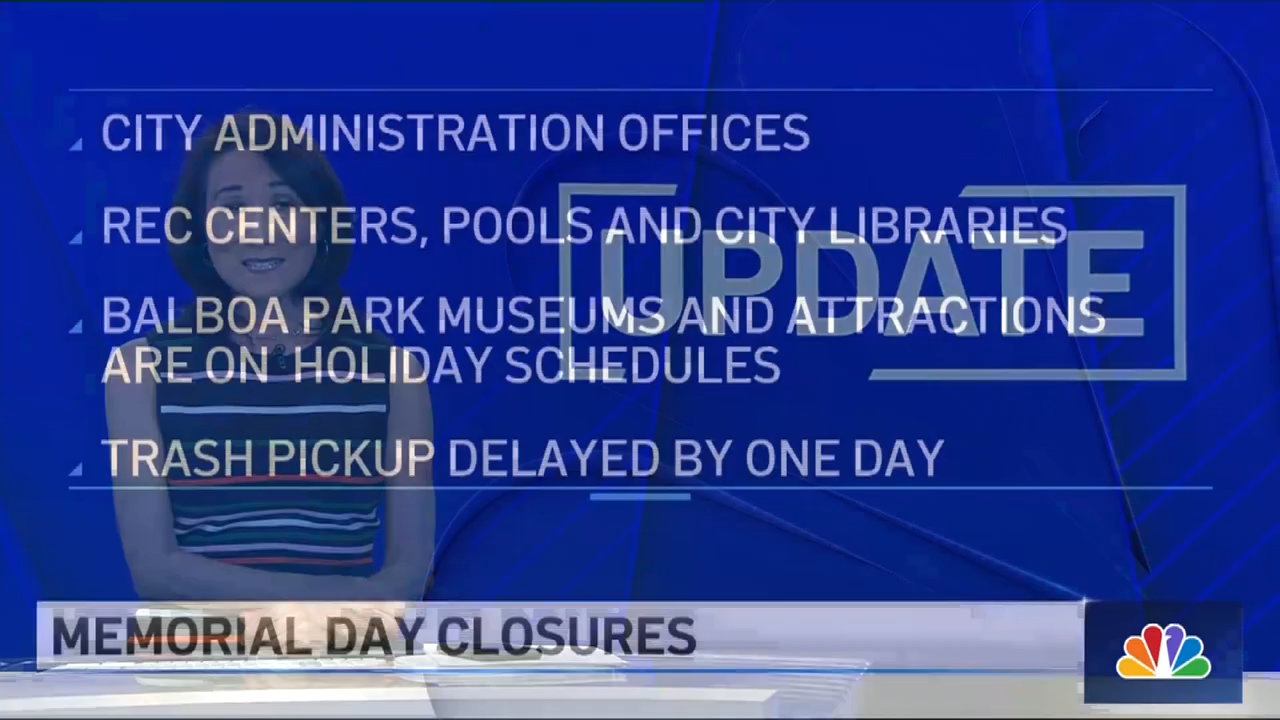 CITY ADMINISTRATION OFFICES
REC CENTERS, POOLS AND CITY LIBRARIES
UPDATE
BALBOA PARK MUSEUMS AND ATTRACTIONS
ARE ON HOLIDAY SCHEDULES
TRASH PICKUP DELAYED BY ONE DAY
MEMORIAL DAY CLOSURES